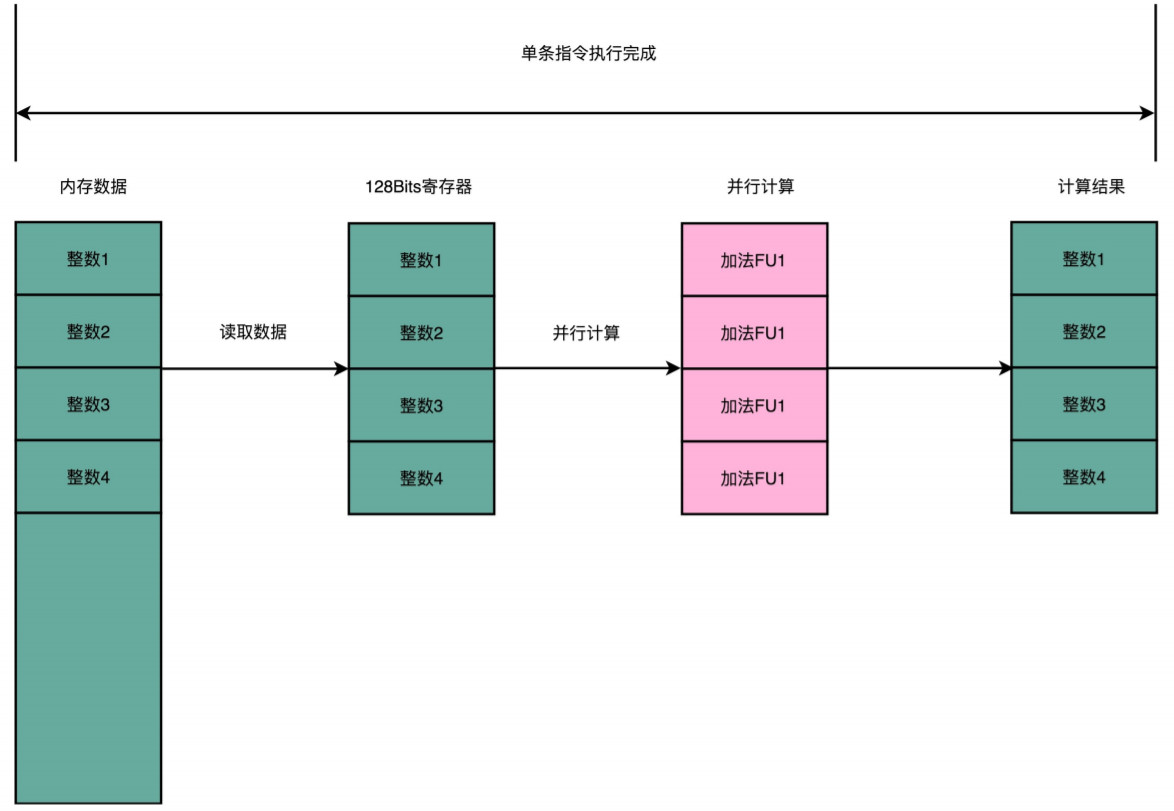 单条指令执行完成
内存数据
128Bits寄存器
并行计算
计算结果
整数1
整数1
加法FU1
整数1
整数2
读取数据
整数2
并行计算
加法FU1
整数2
整数3
整数3
加法FU1
整数3
整数4
整数4
加法FU1
整数4